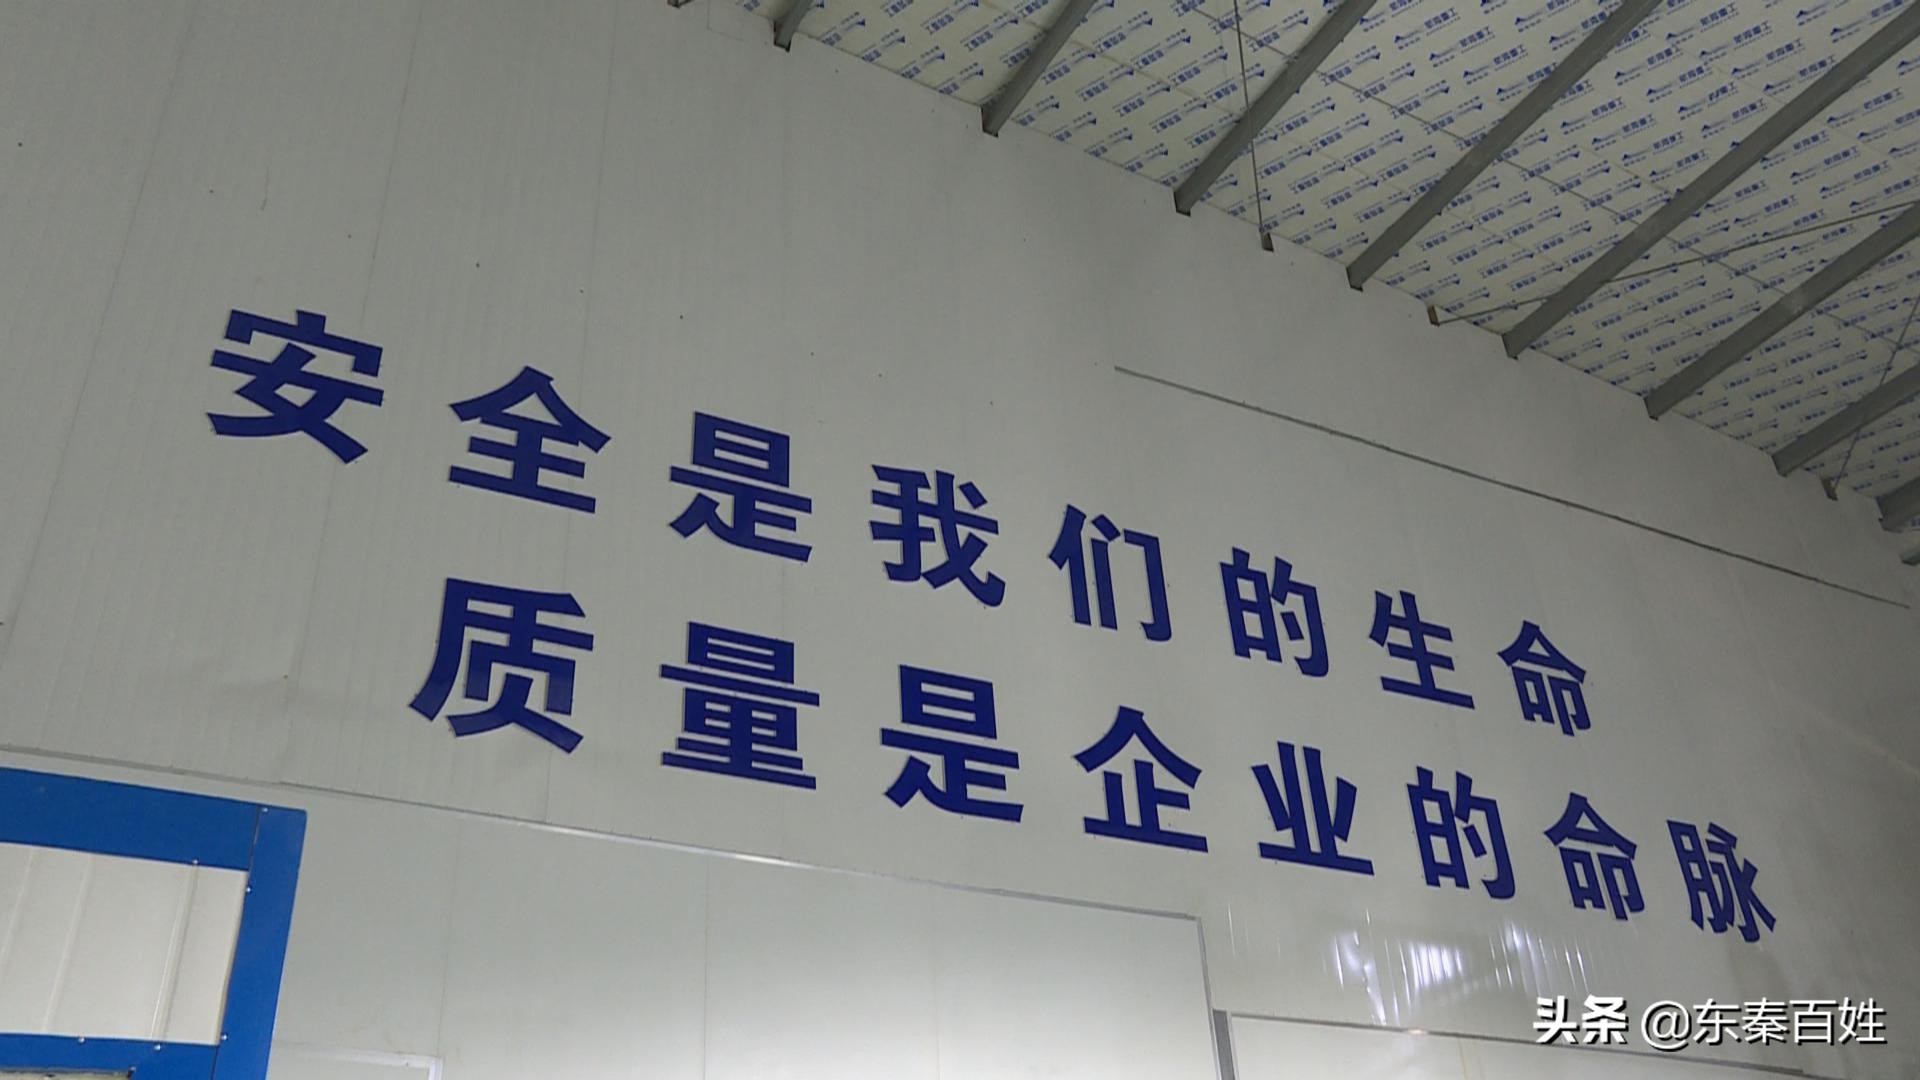 安全是我们的生命
质量是企业的命脉
头条 @东秦百姓